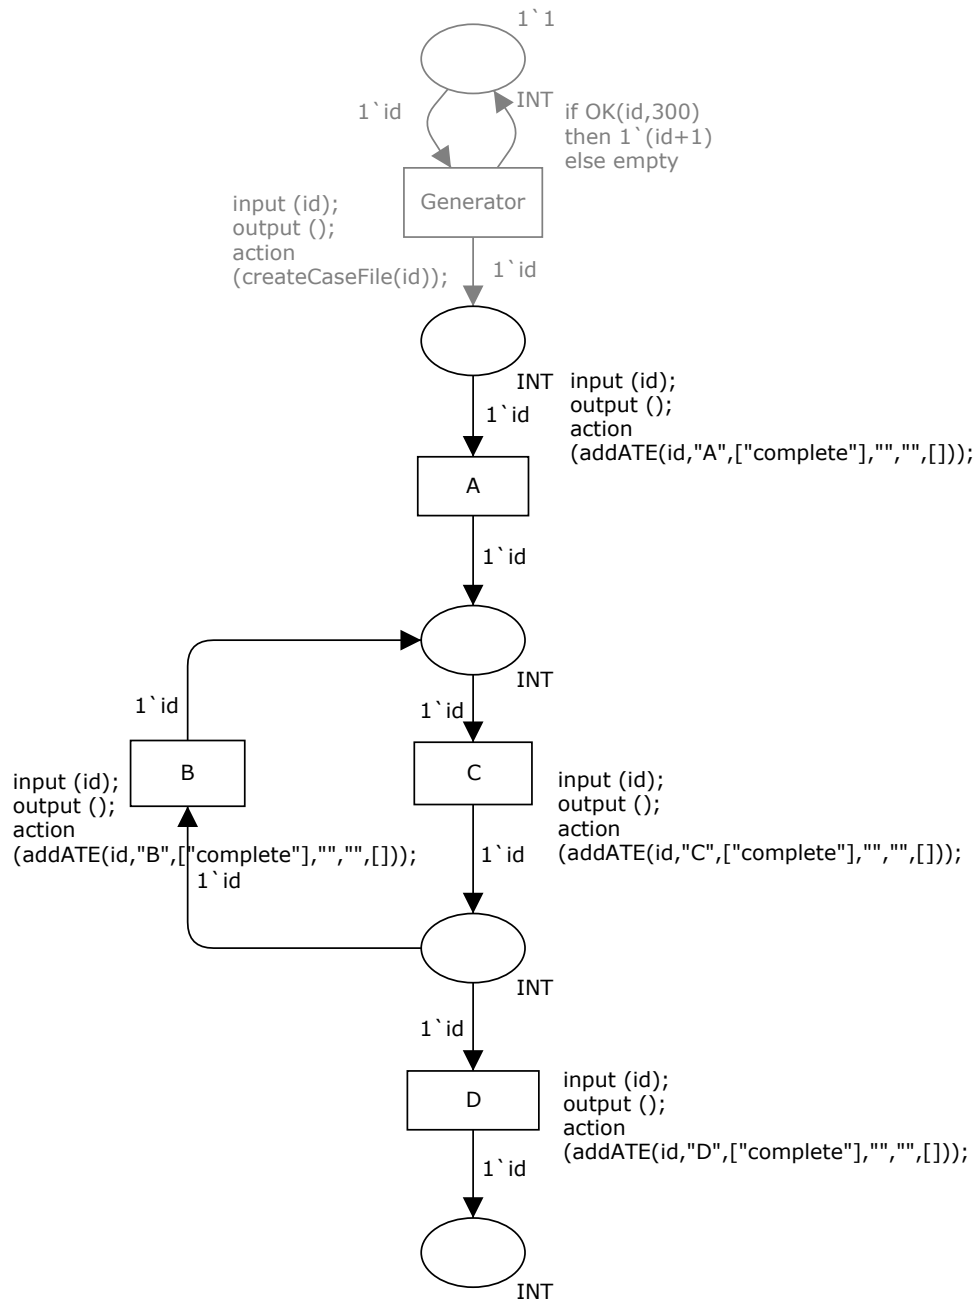 1`1
INT
1`id
if OK(id,300)
then 1`(id+1)
else empty
Generator
input (id);
output ();
action
(createCaseFile(id));
1`id
INT
input (id);
output ();
action
(addATE(id,"A",["complete"],"","",[]));
1`id
A
1`id
INT
1`id
1`id
B
C
input (id);
output ();
action
(addATE(id,"B",["complete"],"","",[]));
input (id);
output ();
action
(addATE(id,"C",["complete"],"","",[]));
1`id
1`id
INT
1`id
D
input (id);
output ();
action
(addATE(id,"D",["complete"],"","",[]));
1`id
INT